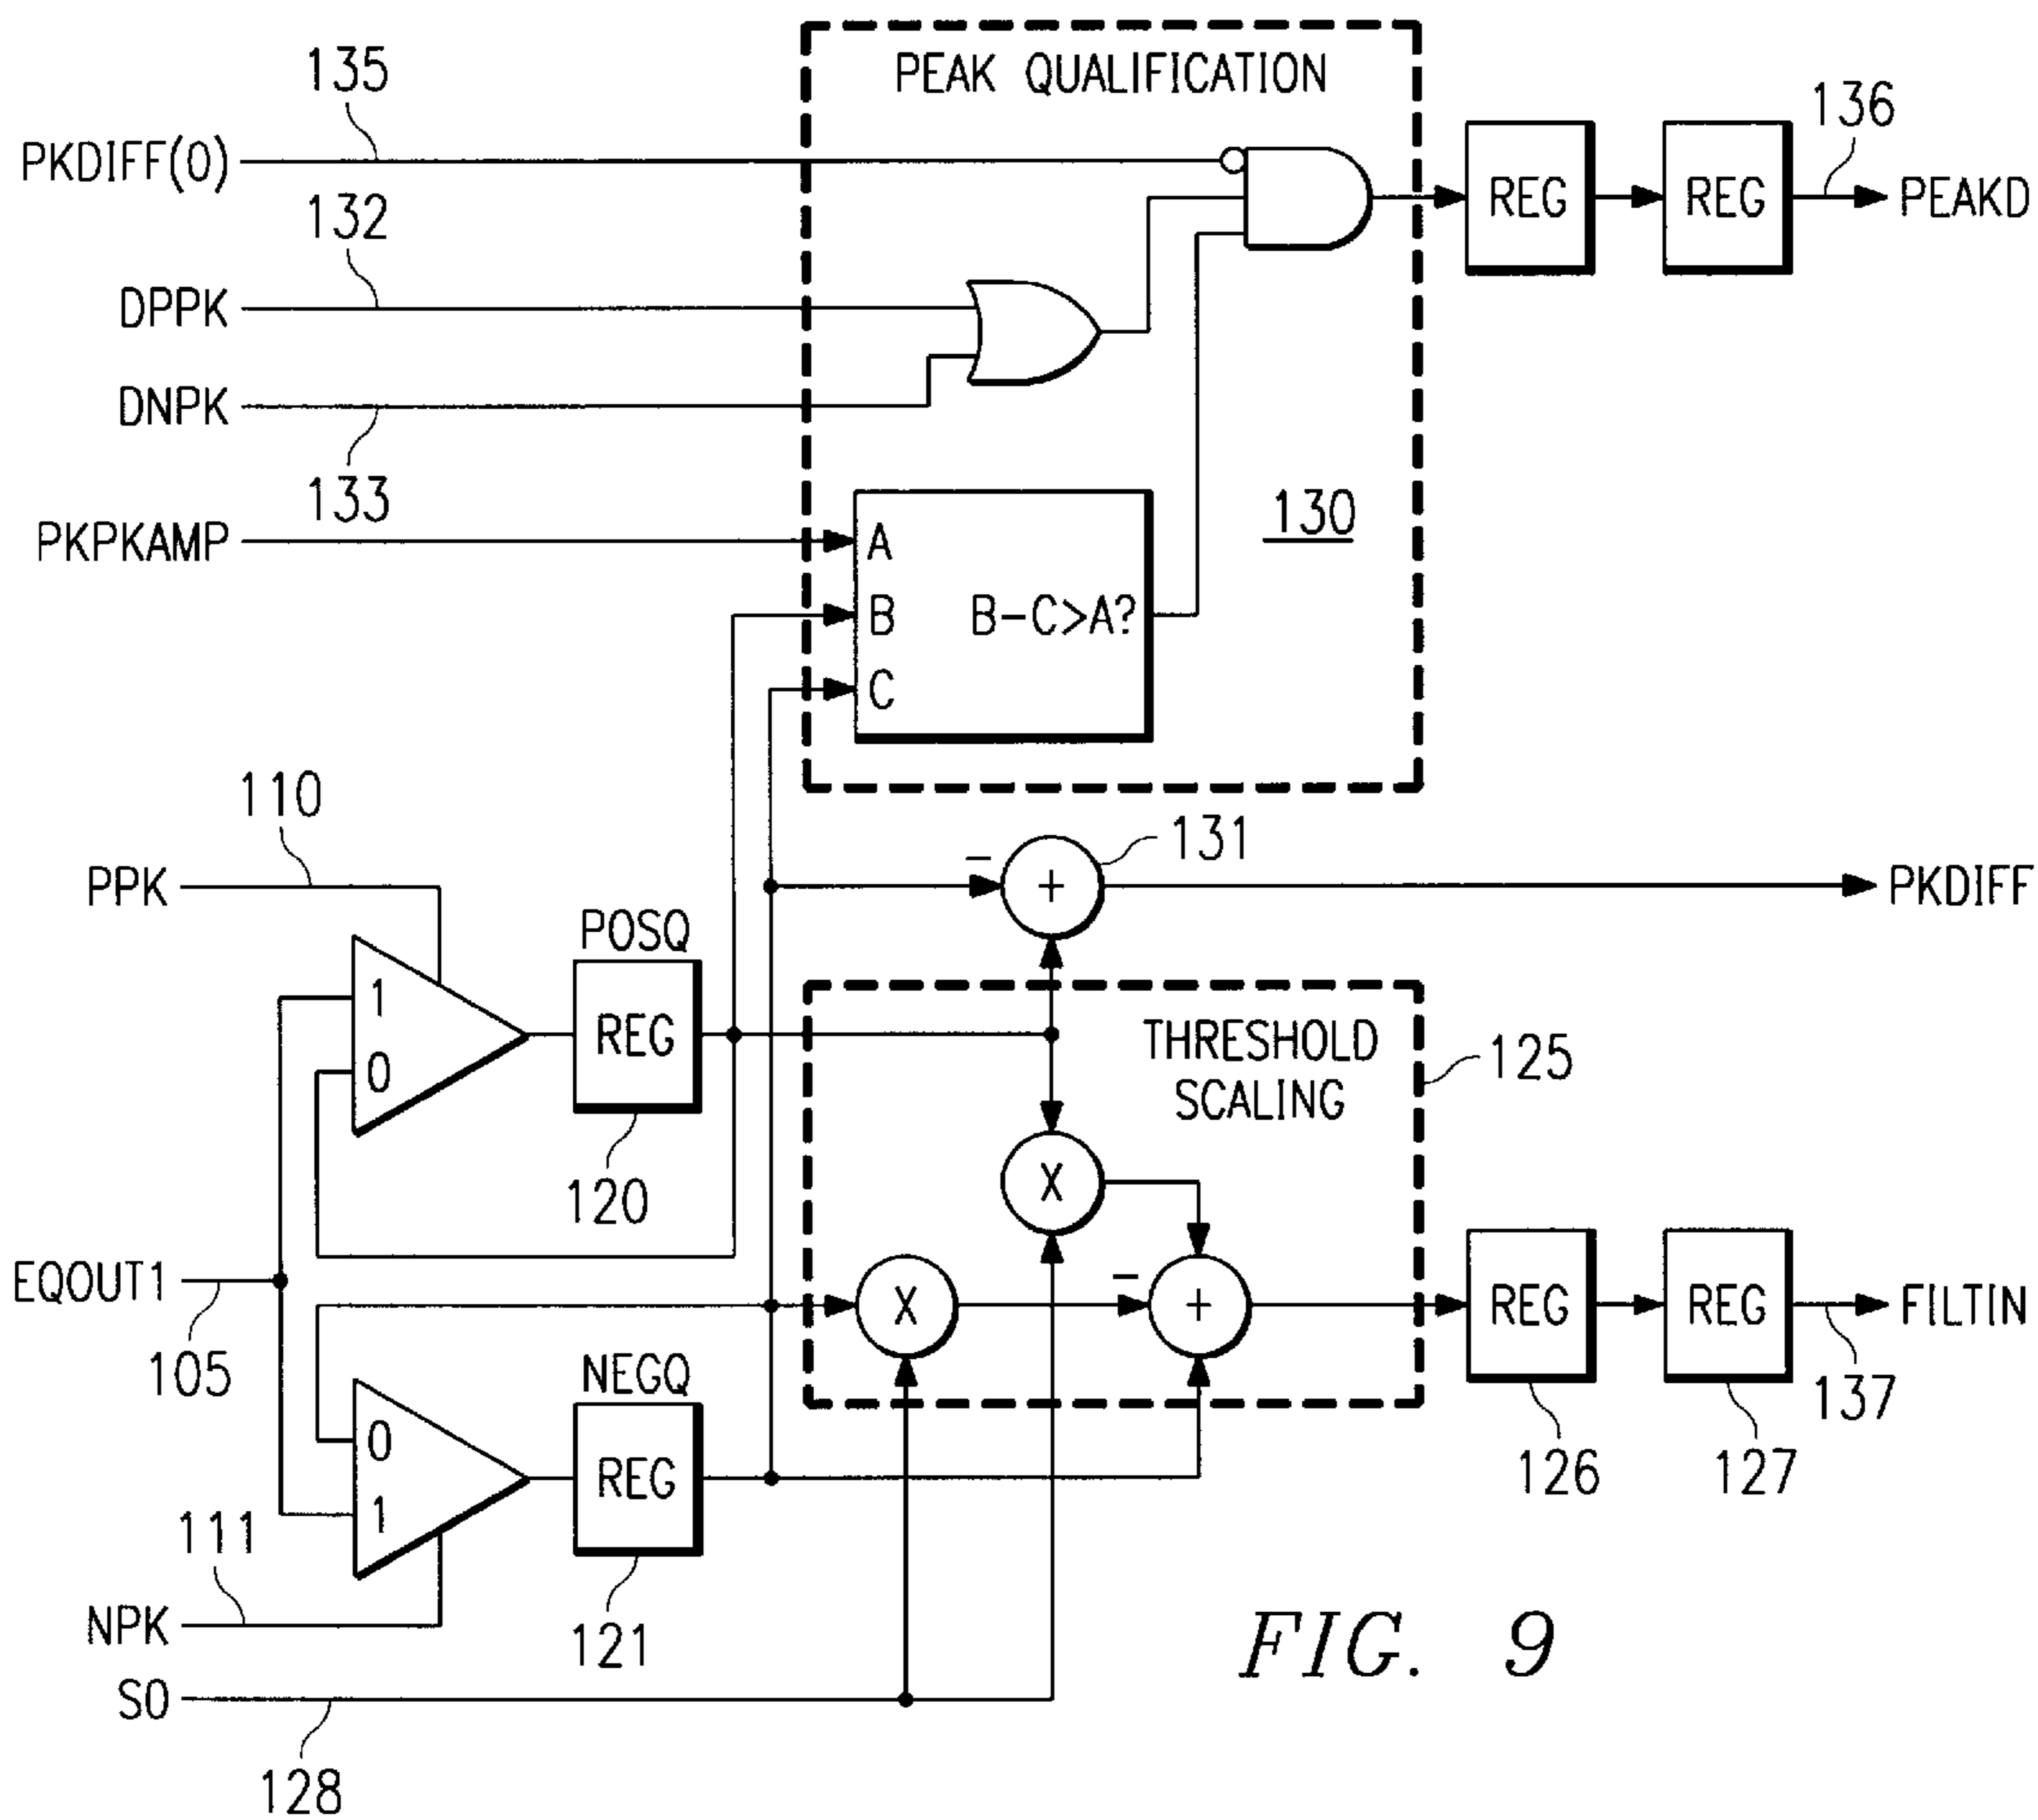 135
PEAK QUALIFICATION
136
PKDIFF(0)
REG
REG
PEAKD
132
DPPK
DNPK
133
130
PKPKAMP
A
B
B-C>A?
C
110
131
PPK
-
+
PKDIFF
POSQ
1
REG
0
THRESHOLD
SCALING
125
120
X
EQOUT1
X
-
+
REG
REG
FILTIN
105
NEGQ
137
0
REG
1
126
127
111
NPK
121
FIG. 9
S0
128